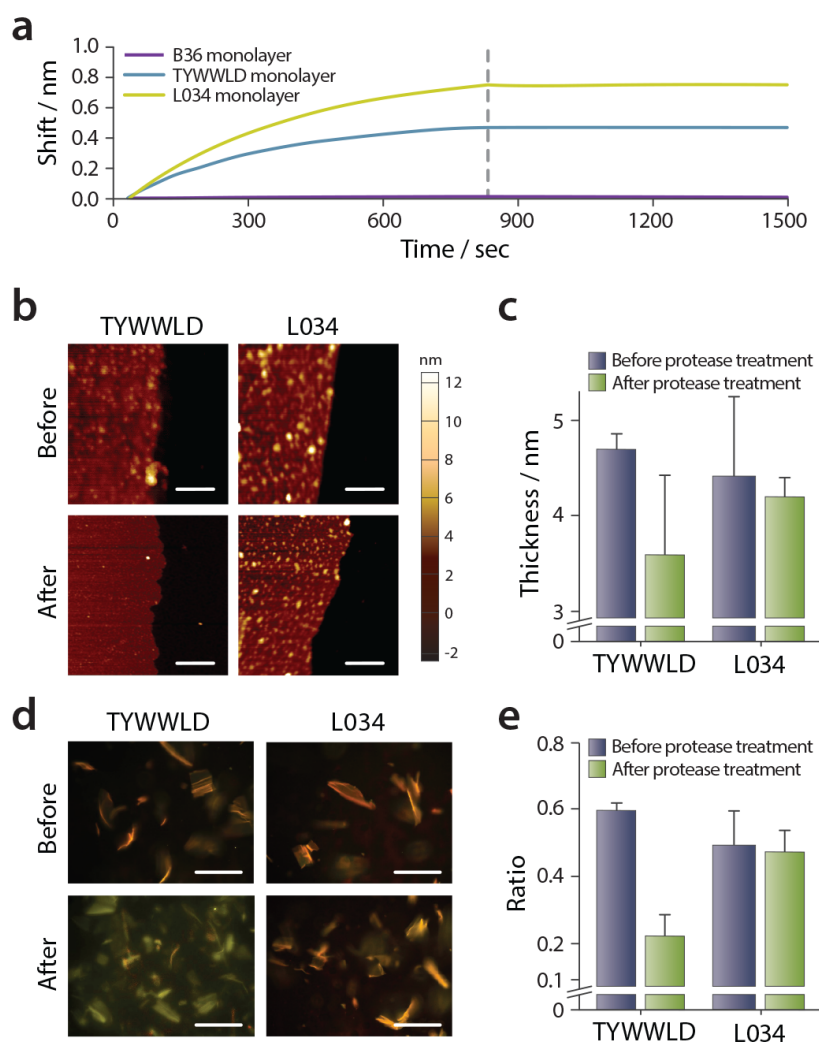 a
1.0
0.8
0.6
0.4
0.2
0.0
Shift / nm
B36 monolayer
TYWWLD monolayer
L034 monolayer
0 300 600 900 1200 1500
Time / sec
b
TYWWLD L034
Before
After
nm
12
10
8
6
4
2
0
-2
c
Before protease treatment
After protease treatment
5
4
3
0
Thickness / nm
TYWWLD L034
d
TYWWLD L034
Before
After
e
0.8
0.6
0.4
0.2
0.1
0
Ratio
Before protease treatment
After protease treatment
TYWWLD L034